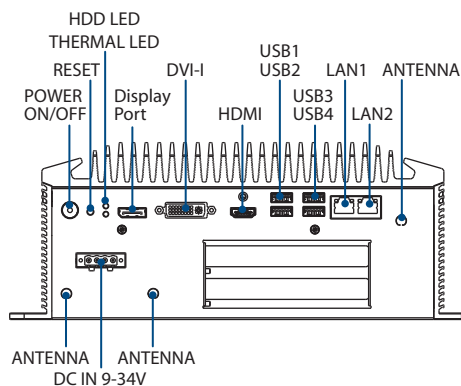 HDD LED
THERMAL LED
RESET
POWER
ON/OFF
Display
Port
DVI-I
HDMI
USB1
USB2
USB3
USB4
LAN1
LAN2
ANTENNA
ANTENNA
ANTENNA
DC IN 9-34V